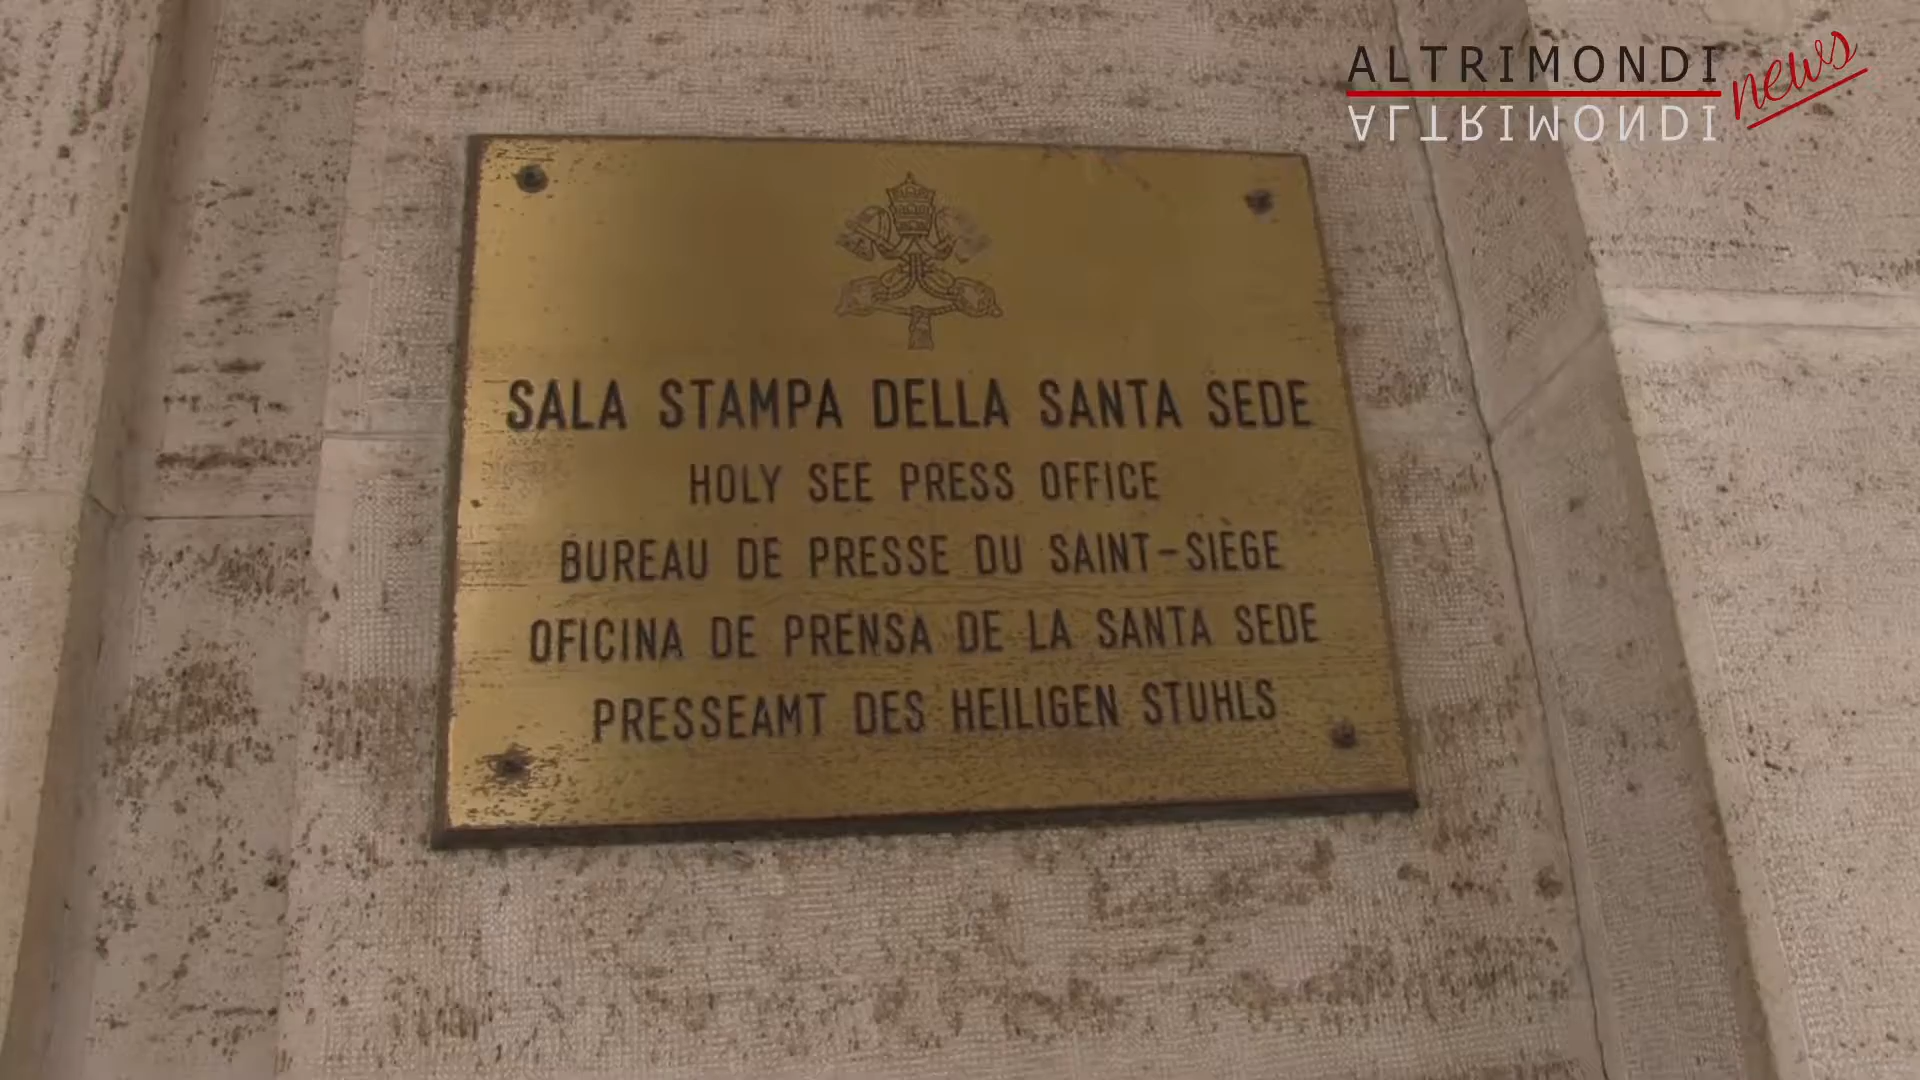 ALTRIMONDI news
ALTRIMONDI
SALA STAMPA DELLA SANTA SEDE
HOLY SEE PRESS OFFICE
BUREAU DE PRESSE DU SAINT-SIÈGE
OFICINA DE PRENSA DE LA SANTA SEDE
PRESSEAMT DES HEILIGEN STUHLS